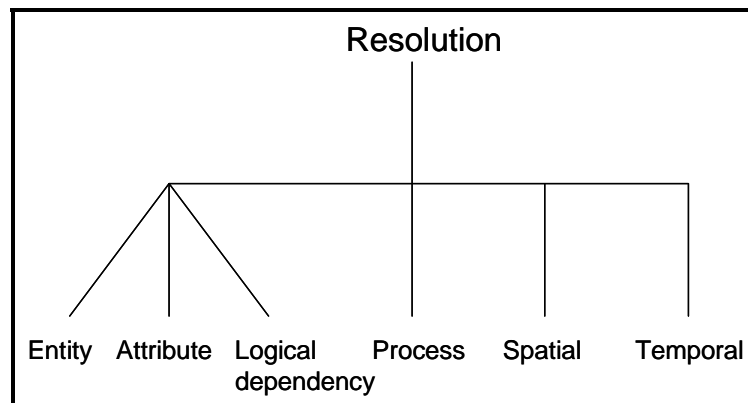 Resolution
Entity Attribute Logical Process Spatial Temporal
dependency